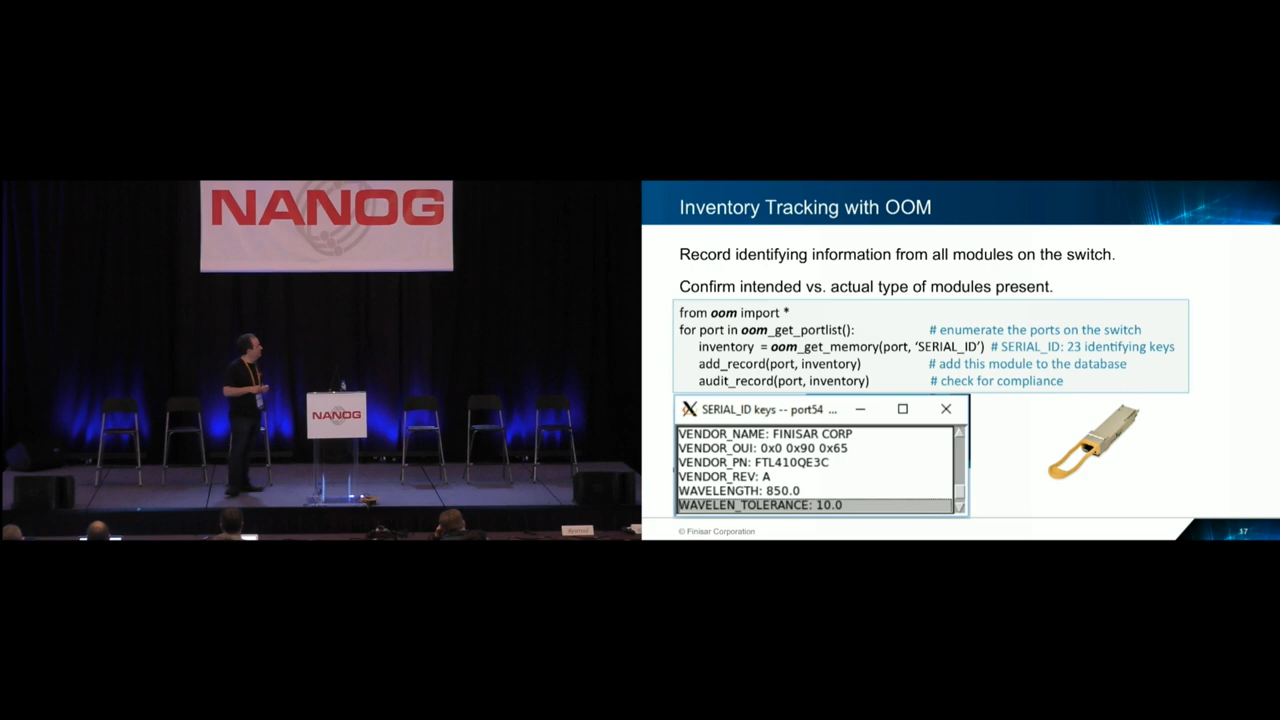 NANOG
NANOG
Inventory Tracking with OOM
Record identifying information from all modules on the switch.
Confirm intended vs. actual type of modules present.
from oom import *
for port in oom_get_portlist(): # enumerate the ports on the switch
inventory = oom_get_memory(port, ‘SERIAL_ID’) # SERIAL_ID: 23 identifying keys
add_record(port, inventory) # add this module to the database
audit_record(port, inventory) # check for compliance
SERIAL_ID keys -- port54 ...
VENDOR_NAME: FINISAR CORP
VENDOR_OUI: 0x0 0x90 0x65
VENDOR_PN: FTL410QE3C
VENDOR_REV: A
WAVELENGTH: 850.0
WAVELEN_TOLERANCE: 10.0
© Finisar Corporation
17